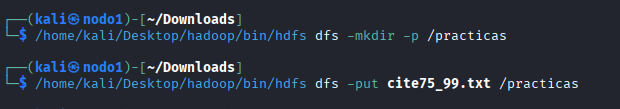 ┌──(kali㉿nodo1)-[~/Downloads]
└─$ /home/kali/Desktop/hadoop/bin/hdfs dfs -mkdir -p /practicas
┌──(kali㉿nodo1)-[~/Downloads]
└─$ /home/kali/Desktop/hadoop/bin/hdfs dfs -put cite75_99.txt /practicas